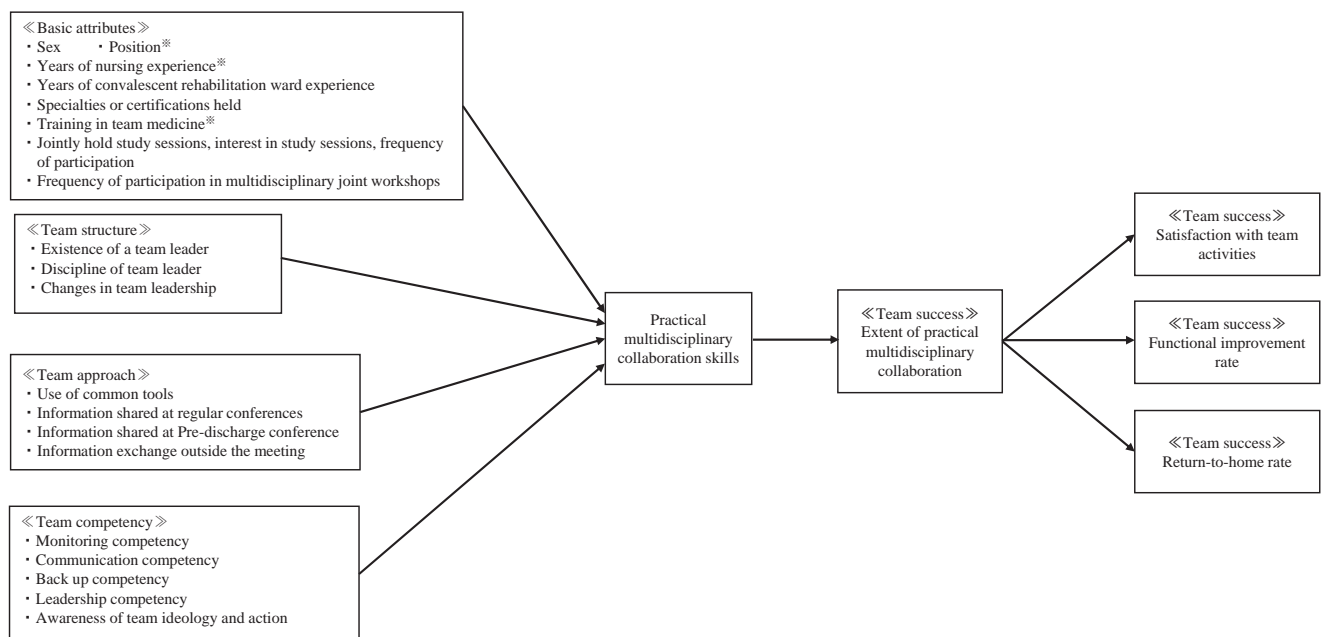 ≪Basic attributes≫
・Sex ・Position※
・Years of nursing experience※
・Years of convalescent rehabilitation ward experience
・Specialties or certifications held
・Training in team medicine※
・Jointly hold study sessions, interest in study sessions, frequency
of participation
・Frequency of participation in multidisciplinary joint workshops
≪Team structure≫
・Existence of a team leader
・Discipline of team leader
・Changes in team leadership
≪Team approach≫
・Use of common tools
・Information shared at regular conferences
・Information shared at Pre-discharge conference
・Information exchange outside the meeting
≪Team competency≫
・Monitoring competency
・Communication competency
・Back up competency
・Leadership competency
・Awareness of team ideology and action
Practical
multidisciplinary
collaboration skills
≪Team success≫
Extent of practical
multidisciplinary
collaboration
≪Team success≫
Satisfaction with team
activities
≪Team success≫
Functional improvement
rate
≪Team success≫
Return-to-home rate